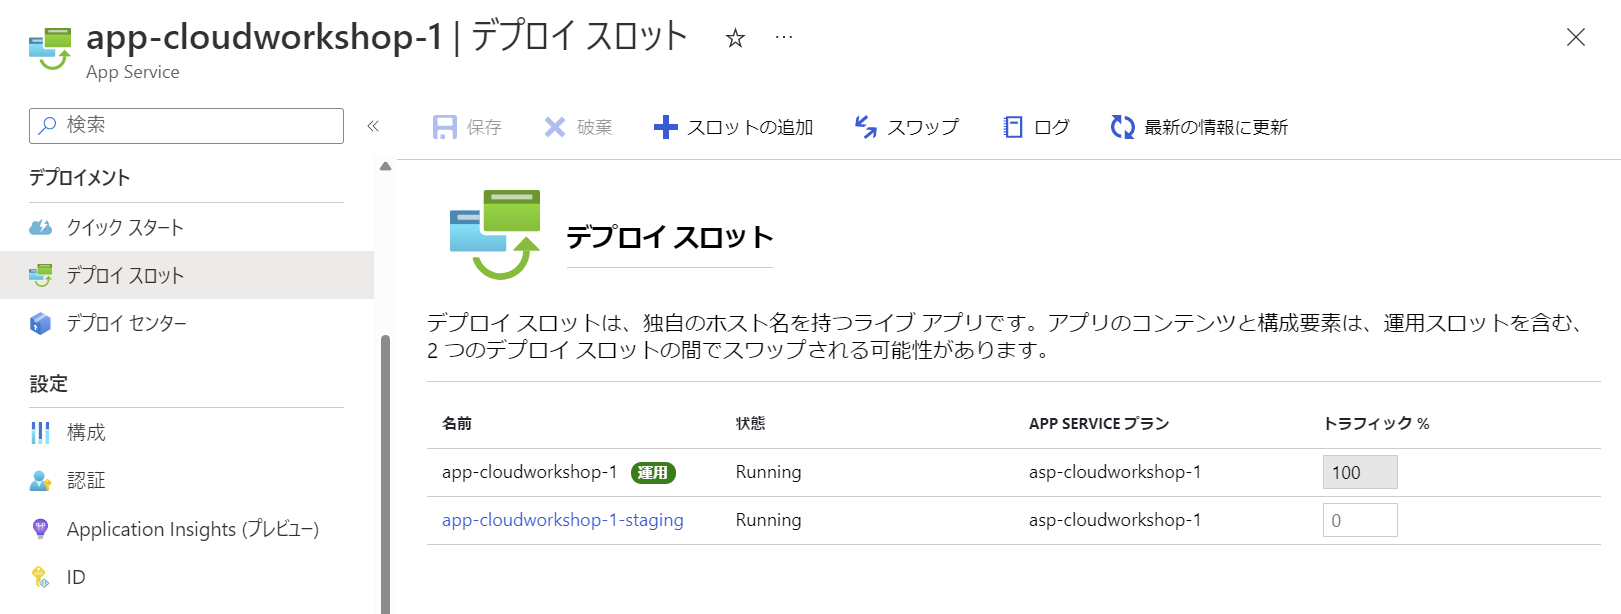 app-cloudworkshop-1 | デプロイ スロット
App Service
検索
保存 破棄 スロットの追加 スワップ ログ 最新の情報に更新
デプロイメント
クイック スタート
デプロイ スロット
デプロイ センター
設定
構成
認証
Application Insights (プレビュー)
ID
デプロイ スロット
デプロイ スロットは、独自のホスト名を持つライブ アプリです。アプリのコンテンツと構成要素は、運用スロットを含む、
2 つのデプロイ スロットの間でスワップされる可能性があります。
名前 状態 APP SERVICE プラン トラフィック %
app-cloudworkshop-1 運用 Running asp-cloudworkshop-1 100
app-cloudworkshop-1-staging Running asp-cloudworkshop-1 0